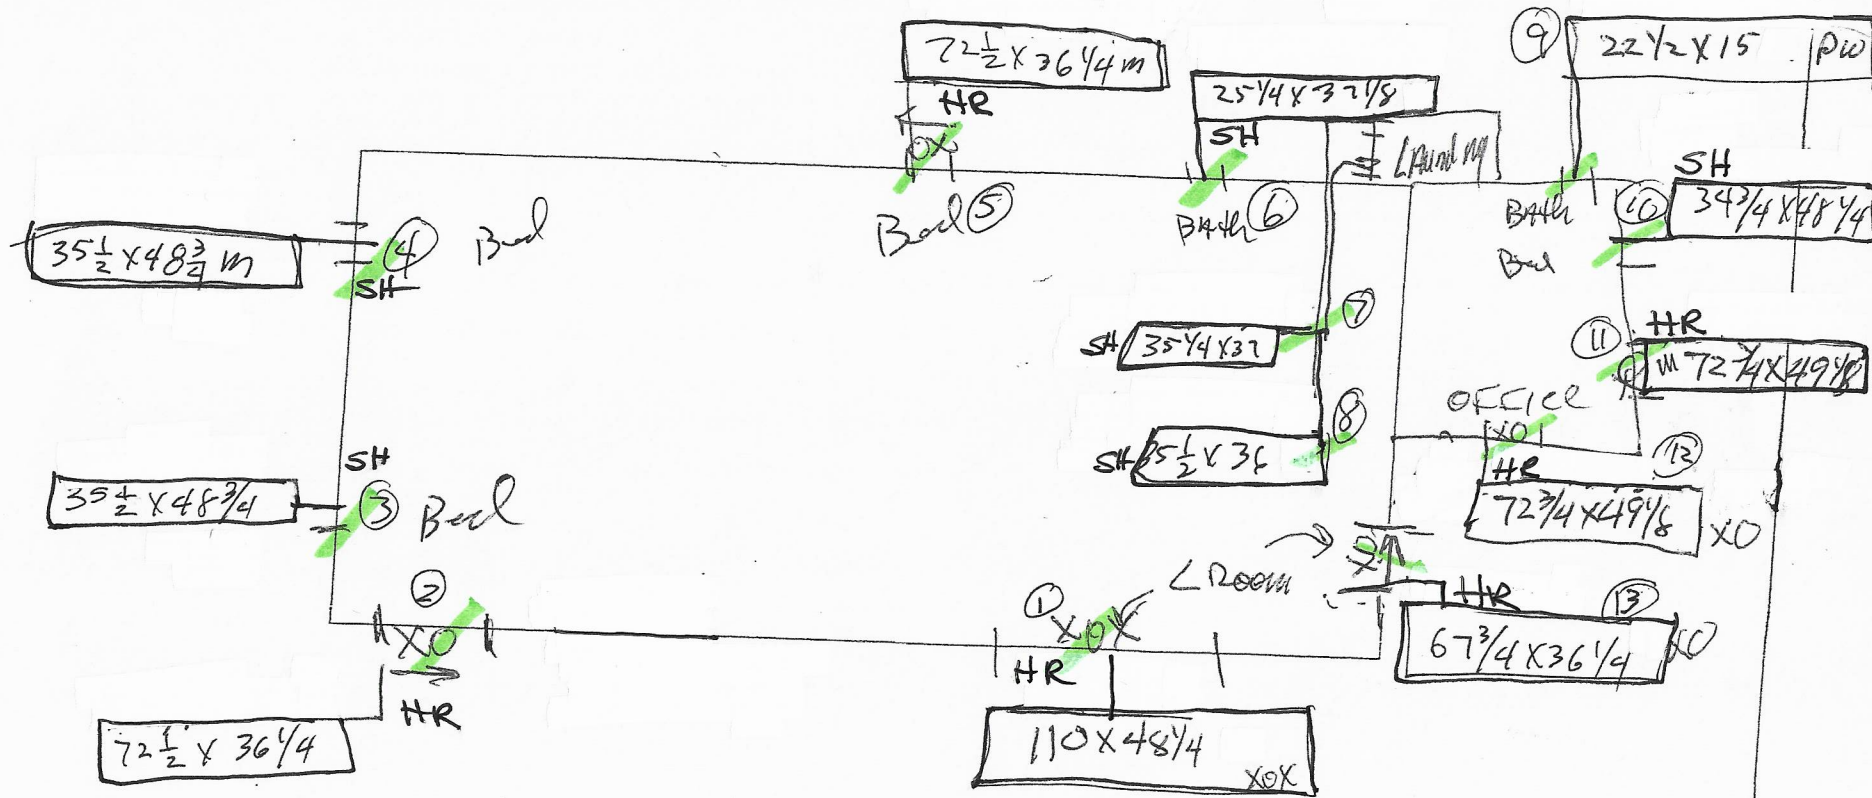 72 1/2 X 36 1/4 m
HR
OX
Bed ⑤
25 1/4 X 37 1/8
SH
BATH ⑥
LAUNDRY
⑨ 22 1/2 X 15 PW
BATH
SH
⑩ 34 3/4 X 48 1/4
Bed
35 1/2 X 48 3/4 m
④ Bed
SH
⑦
SH 35 1/4 X 37
⑧
SH 35 1/2 X 36
HR
⑪ M 72 3/4 X 49 1/8
OFFICE
XO
HR ⑫
72 3/4 X 49 1/8 XO
SH
35 1/2 X 48 3/4
③ Bed
②
XO
HR
72 1/2 X 36 1/4
L Room
①
XOX
HR
110 X 48 1/4
XOX
HR ⑬
67 3/4 X 36 1/4 XO